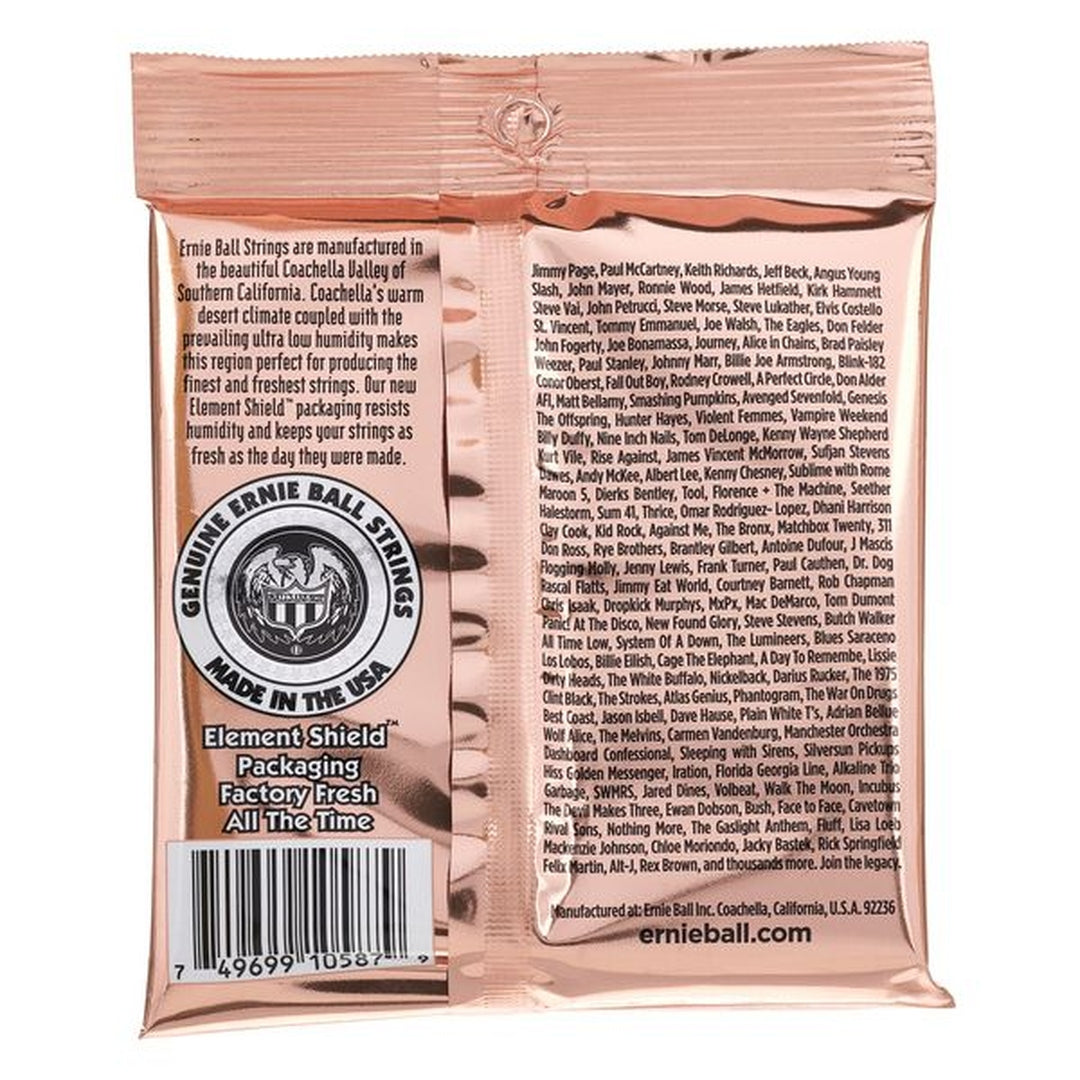 Ernie Ball Strings are manufactured in
the beautiful Coachella Valley of
Southern California. Coachella's warm
desert climate coupled with the
prevailing ultra low humidity makes
this region perfect for producing the
finest and freshest strings. Our new
Element Shield™ packaging resists
humidity and keeps your strings as
fresh as the day they were made.
GENUINE ERNIE BALL STRINGS
MADE IN THE USA
Element Shield™
Packaging
Factory Fresh
All The Time
7 49699 10587 9
Jimmy Page, Paul McCartney, Keith Richards, Jeff Beck, Angus Young
Slash, John Mayer, Ronnie Wood, James Hetfield, Kirk Hammett
Steve Vai, John Petrucci, Steve Morse, Steve Lukather, Elvis Costello
St. Vincent, Tommy Emmanuel, Joe Walsh, The Eagles, Don Felder
John Fogerty, Joe Bonamassa, Journey, Alice in Chains, Brad Paisley
Weezer, Paul Stanley, Johnny Marr, Billie Joe Armstrong, Blink-182
Conor Oberst, Fall Out Boy, Rodney Crowell, A Perfect Circle, Don Alder
AFI, Matt Bellamy, Smashing Pumpkins, Avenged Sevenfold, Genesis
The Offspring, Hunter Hayes, Violent Femmes, Vampire Weekend
Billy Duffy, Nine Inch Nails, Tom DeLonge, Kenny Wayne Shepherd
Kurt Vile, Rise Against, James Vincent McMorrow, Sufjan Stevens
Dawes, Andy McKee, Albert Lee, Kenny Chesney, Sublime with Rome
Maroon 5, Dierks Bentley, Tool, Florence + The Machine, Seether
Halestorm, Sum 41, Thrice, Omar Rodriguez- Lopez, Dhani Harrison
Clay Cook, Kid Rock, Against Me, The Bronx, Matchbox Twenty, 311
Don Ross, Rye Brothers, Brantley Gilbert, Antoine Dufour, J Mascis
Flogging Molly, Jenny Lewis, Frank Turner, Paul Cauthen, Dr. Dog
Rascal Flatts, Jimmy Eat World, Courtney Barnett, Rob Chapman
Chris Isaak, Dropkick Murphys, MxPx, Mac DeMarco, Tom Dumont
Panic! At The Disco, New Found Glory, Steve Stevens, Butch Walker
All Time Low, System Of A Down, The Lumineers, Blues Saraceno
Los Lobos, Billie Eilish, Cage The Elephant, A Day To Remembe, Lissie
Dirty Heads, The White Buffalo, Nickelback, Darius Rucker, The 1975
Clint Black, The Strokes, Atlas Genius, Phantogram, The War On Drugs
Best Coast, Jason Isbell, Dave Hause, Plain White T's, Adrian Bellue
Wolf Alice, The Melvins, Carmen Vandenburg, Manchester Orchestra
Dashboard Confessional, Sleeping with Sirens, Silversun Pickups
Hiss Golden Messenger, Iration, Florida Georgia Line, Alkaline Trio
Garbage, SWMRS, Jared Dines, Volbeat, Walk The Moon, Incubus
The Devil Makes Three, Ewan Dobson, Bush, Face to Face, Cavetown
Rival Sons, Nothing More, The Gaslight Anthem, Fluff, Lisa Loeb
Mackenzie Johnson, Chloe Moriondo, Jacky Bastek, Rick Springfield
Felix Martin, Alt-J, Rex Brown, and thousands more. Join the legacy.
Manufactured at: Ernie Ball Inc. Coachella, California, U.S.A. 92236
ernieball.com